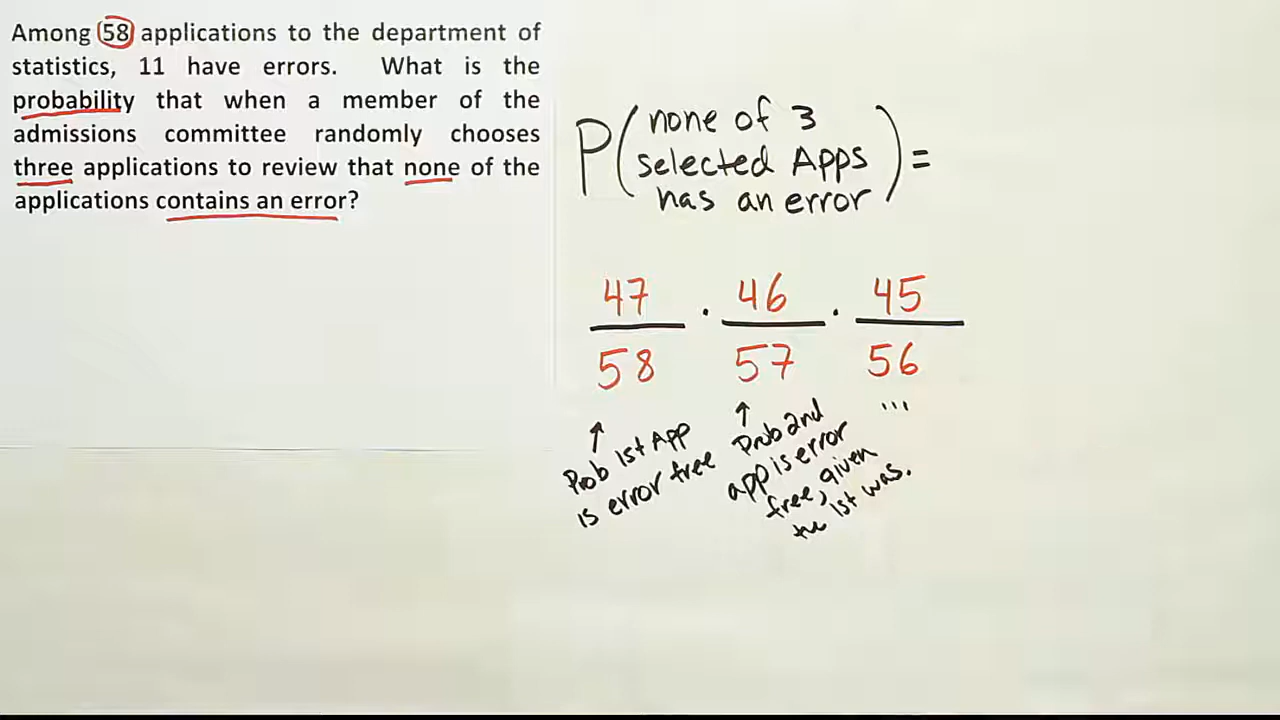 Among 58 applications to the department of
statistics, 11 have errors. What is the
probability that when a member of the
admissions committee randomly chooses
three applications to review that none of the
applications contains an error?
P(none of 3
selected Apps
has an error) =
47/58 · 46/57 · 45/56
Prob 1st App
is error free
Prob 2nd
app is error
free, given
the 1st was.
...